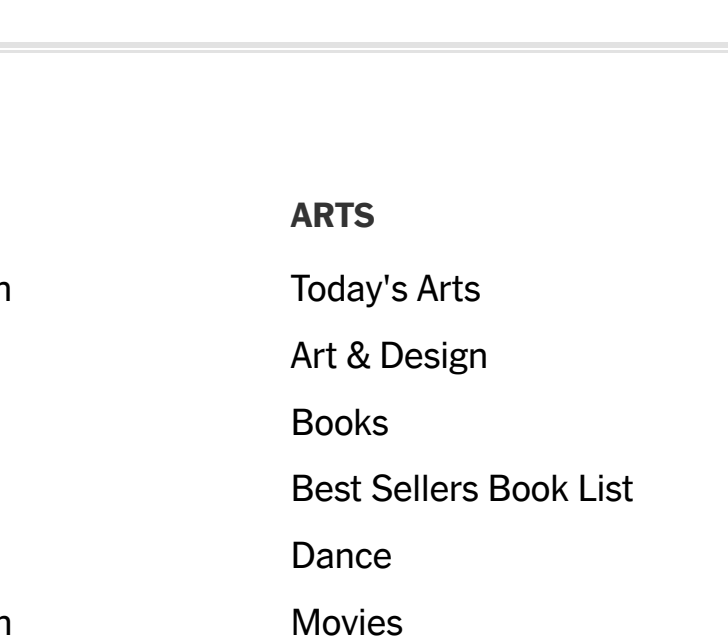 ARTS
Today's Arts
Art & Design
Books
Best Sellers Book List
Dance
Movies